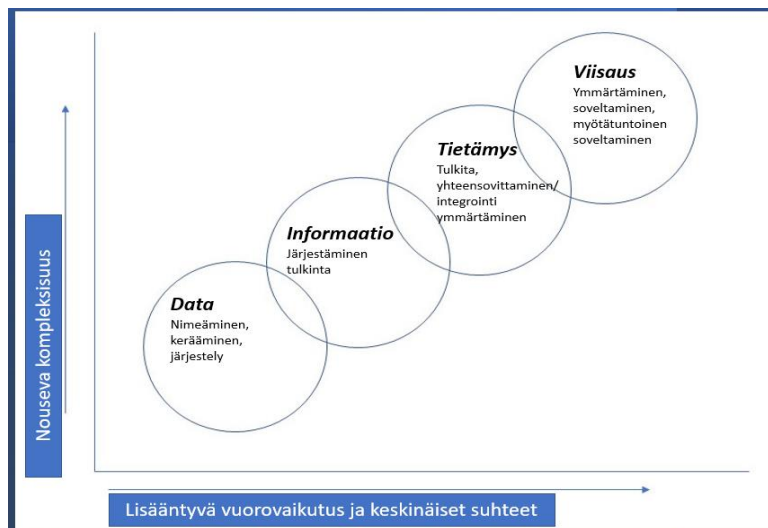 Viisaus
Ymmärtäminen,
soveltaminen,
myötätuntoinen
soveltaminen
Tietämys
Tulkita,
yhteensovittaminen/
integrointi
ymmärtäminen
Informaatio
Järjestäminen
tulkinta
Data
Nimeäminen,
kerääminen,
järjestely
Nouseva kompleksisuus
Lisääntyvä vuorovaikutus ja keskinäiset suhteet